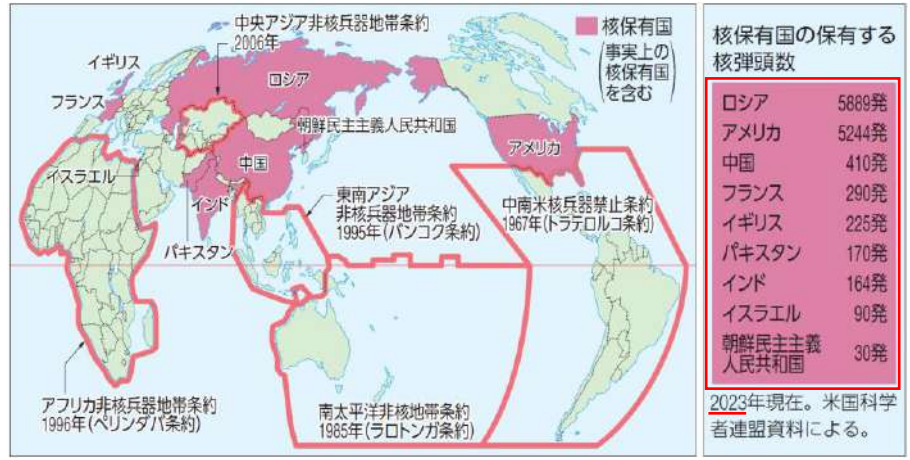 中央アジア非核兵器地帯条約
2006年
イギリス
ロシア
フランス
核保有国
(事実上の
核保有国
を含む)
朝鮮民主主義人民共和国
イスラエル
中国
アメリカ
インド
パキスタン
東南アジア
非核兵器地帯条約
1995年(バンコク条約)
中南米核兵器禁止条約
1967年(トラテロルコ条約)
アフリカ非核兵器地帯条約
1996年(ペリンダバ条約)
南太平洋非核地帯条約
1985年(ラロトンガ条約)
核保有国の保有する
核弾頭数
ロシア 5889発
アメリカ 5244発
中国 410発
フランス 290発
イギリス 225発
パキスタン 170発
インド 164発
イスラエル 90発
朝鮮民主主義
人民共和国 30発
2023年現在。米国科学
者連盟資料による。